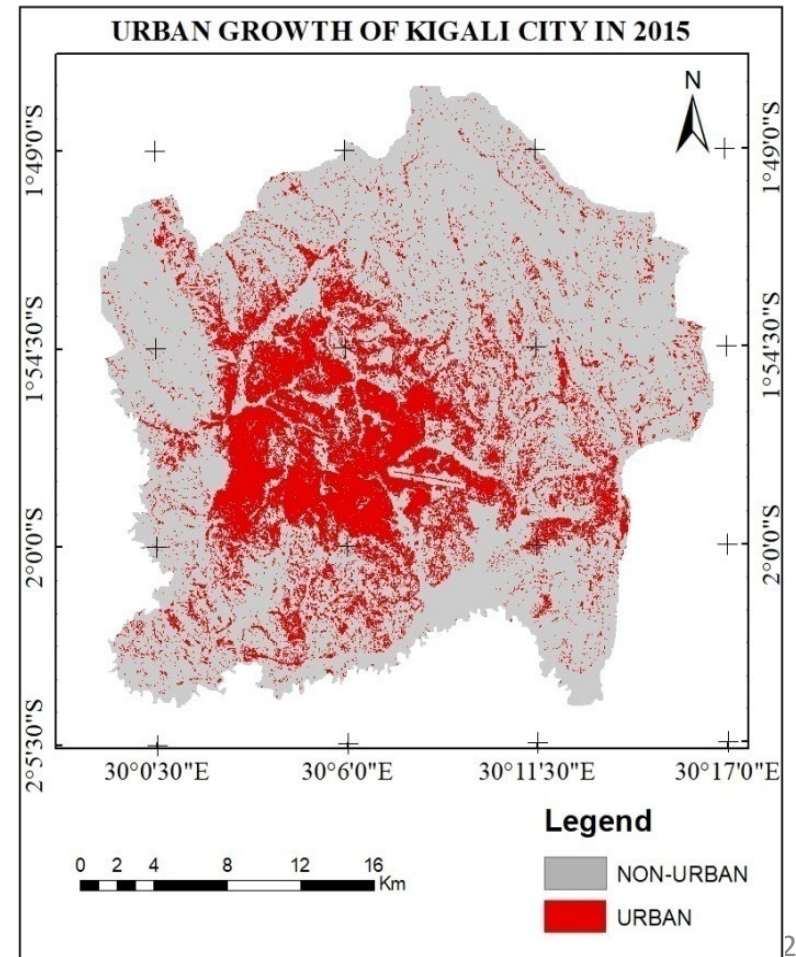 URBAN GROWTH OF KIGALI CITY IN 2015
N
1°49'0"S
1°49'0"S
1°54'30"S
1°54'30"S
2°0'0"S
2°0'0"S
2°5'30"S
30°0'30"E 30°6'0"E 30°11'30"E 30°17'0"E
Legend
0 2 4 8 12 16
Km
NON-URBAN
URBAN
2